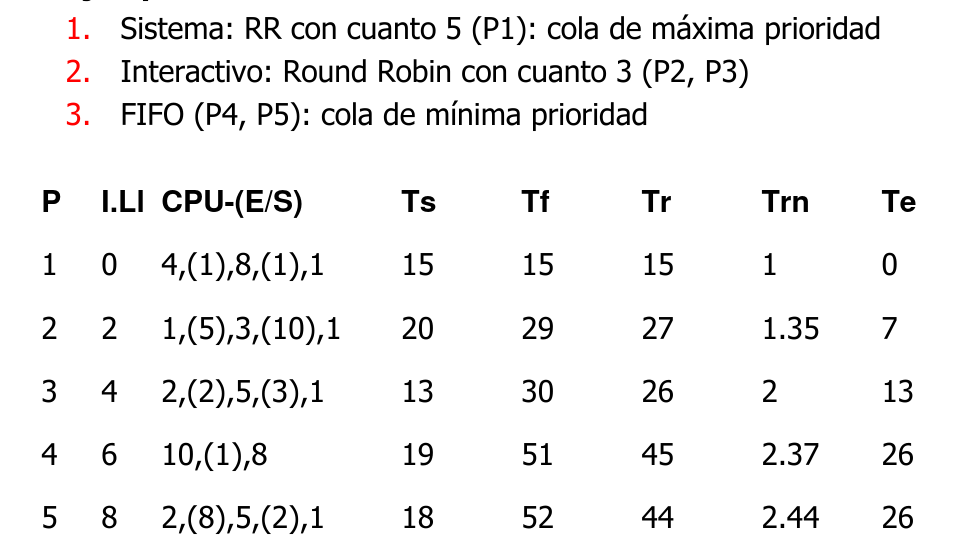 1. Sistema: RR con cuanto 5 (P1): cola de máxima prioridad
2. Interactivo: Round Robin con cuanto 3 (P2, P3)
3. FIFO (P4, P5): cola de mínima prioridad
P I.LI CPU-(E/S) Ts Tf Tr Trn Te
1 0 4,(1),8,(1),1 15 15 15 1 0
2 2 1,(5),3,(10),1 20 29 27 1.35 7
3 4 2,(2),5,(3),1 13 30 26 2 13
4 6 10,(1),8 19 51 45 2.37 26
5 8 2,(8),5,(2),1 18 52 44 2.44 26